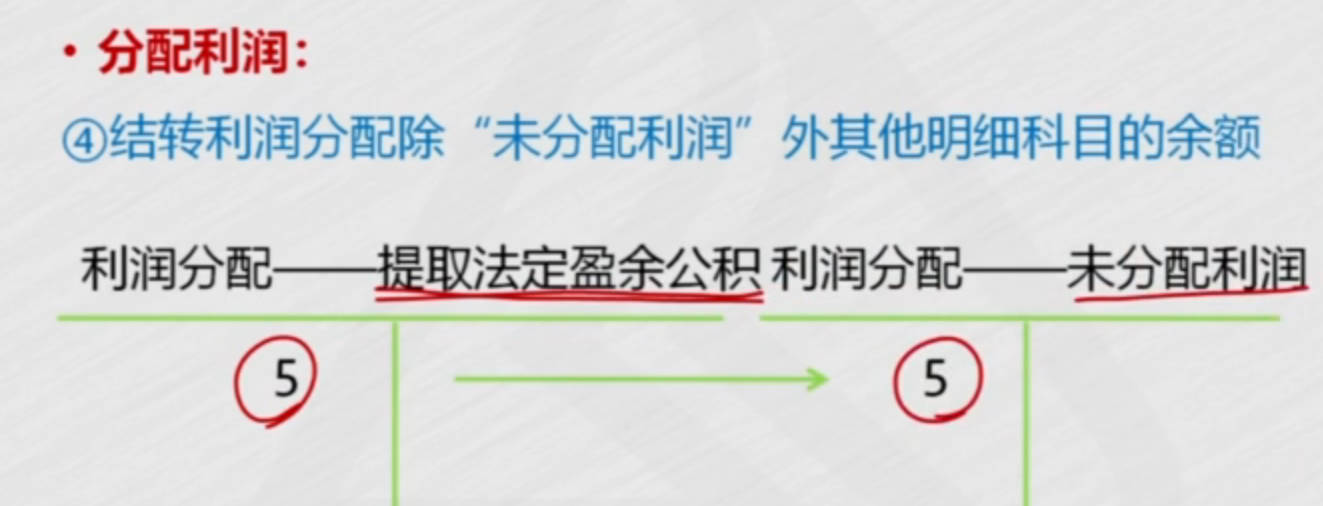 • 分配利润：
④结转利润分配除“未分配利润”外其他明细科目的余额
利润分配——提取法定盈余公积 利润分配——未分配利润
5 5